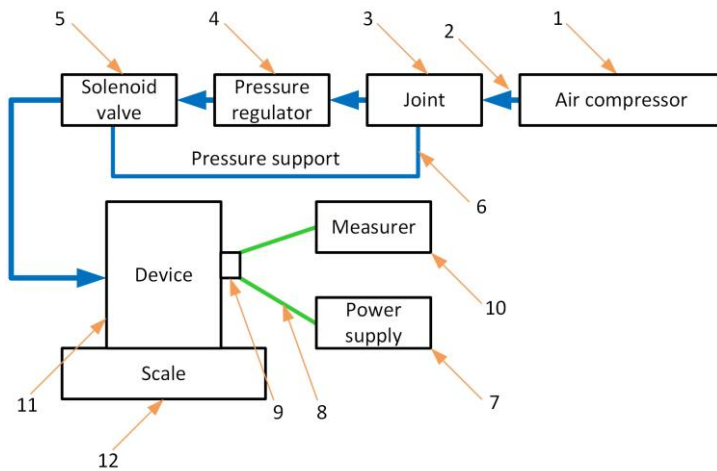 5
4
3
2
1
Solenoid
valve
Pressure
regulator
Joint
Air compressor
Pressure support
6
Device
Measurer
10
Power
supply
Scale
11
9
8
7
12